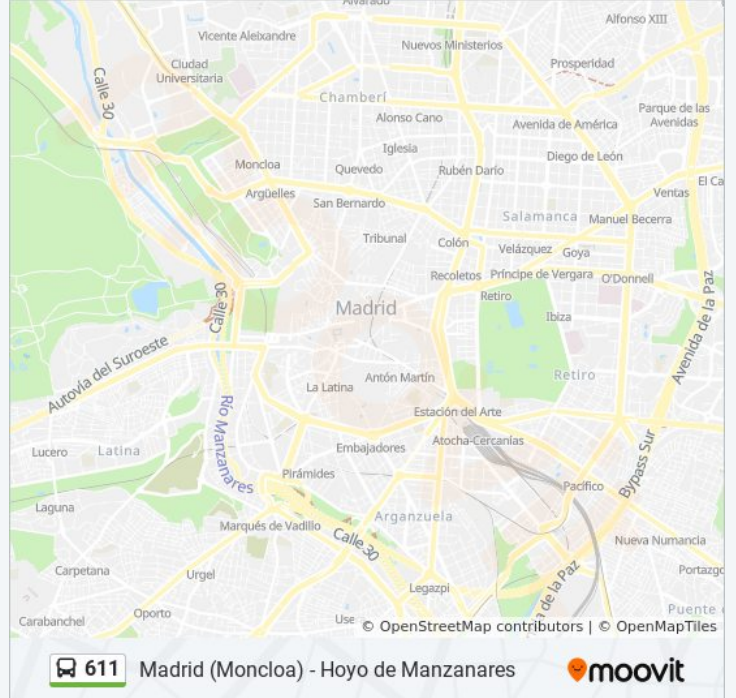 Alvarado
Alfonso XIII
Vicente Aleixandre
Nuevos Ministerios
Ciudad
Universitaria
Prosperidad
Calle 30
Chamberí
Parque de las
Avenidas
Alonso Cano
Avenida de América
Iglesia
Diego de León
Moncloa
Quevedo
Rubén Darío
El Ca
Argüelles
Ventas
San Bernardo
Salamanca
Manuel Becerra
Tribunal
Colón
Velázquez
Goya
Recoletos
Príncipe de Vergara
O'Donnell
Calle 30
Retiro
Madrid
Ibiza
Avenida de la Paz
Autovía del Suroeste
Retiro
Antón Martín
La Latina
Estación del Arte
Río Manzanares
Atocha-Cercanías
Lucero
Latina
Embajadores
Bypass Sur
Pirámides
Pacífico
Laguna
Arganzuela
Marqués de Vadillo
Calle 30
Nueva Numancia
Carpetana
Urgel
Portazgo
Legazpi
a de la Paz
Oporto
Puente
Carabanchel
Use
© OpenStreetMap contributors | © OpenMapTiles
611 Madrid (Moncloa) - Hoyo de Manzanares
moovit